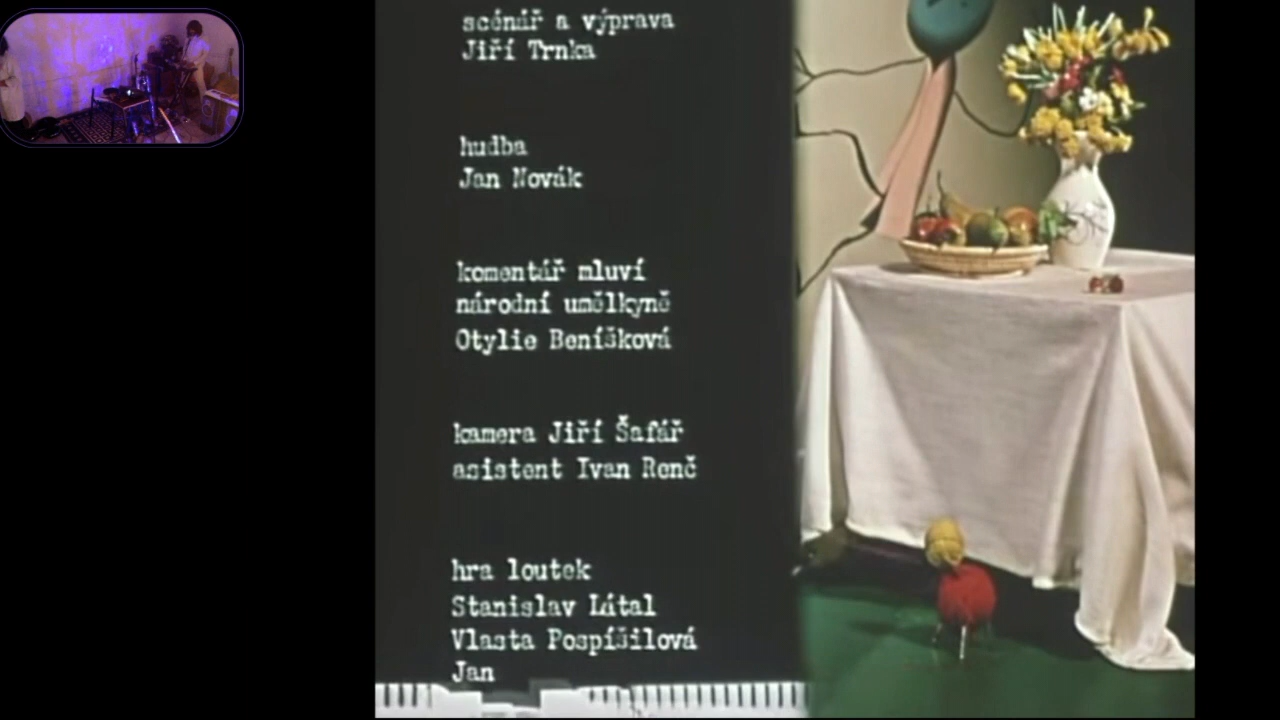 scénář a výprava
Jiří Trnka
hudba
Jan Novák
komentář mluví
národní umělkyně
Otylie Beníšková
kamera Jiří Šafář
asistent Ivan Renč
hra loutek
Stanislav Látal
Vlasta Pospíšilová
Jan